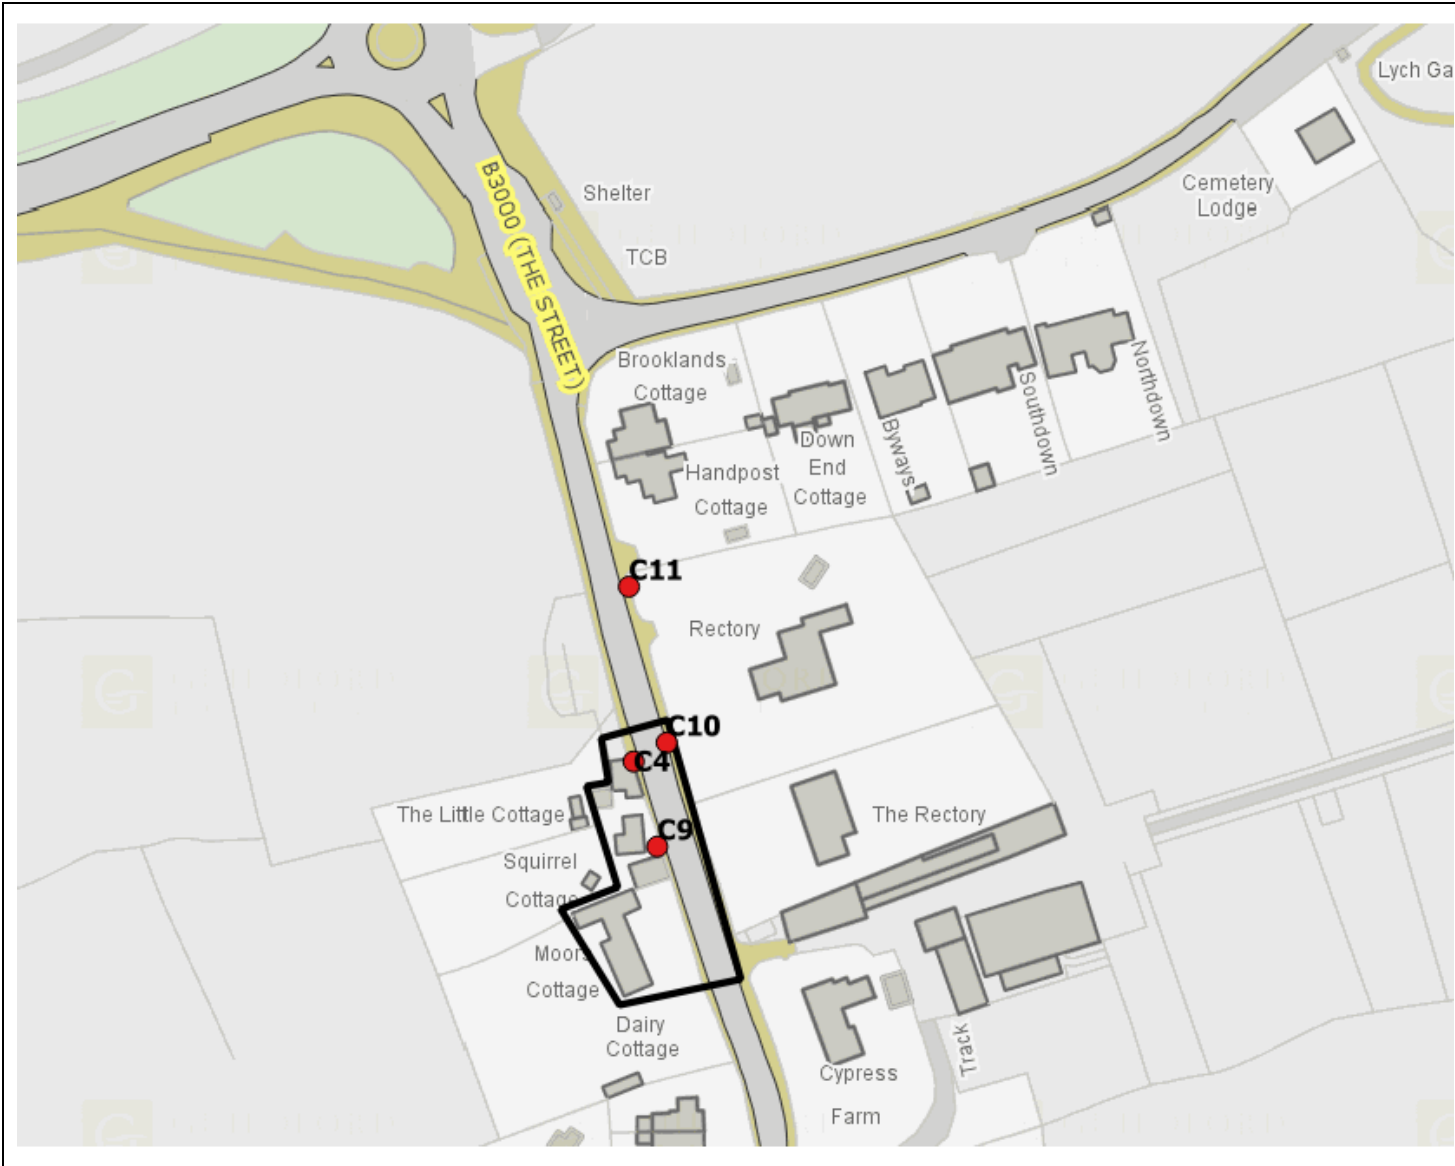 Lych Ga
Cemetery
Lodge
Shelter
TCB
B3000 (THE STREET)
Brooklands
Cottage
Northdown
Southdown
Byways
Down
End
Cottage
Handpost
Cottage
C11
Rectory
C10
C4
The Little Cottage
The Rectory
C9
Squirrel
Cottage
Moors
Cottage
Dairy
Cottage
Track
Cypress
Farm